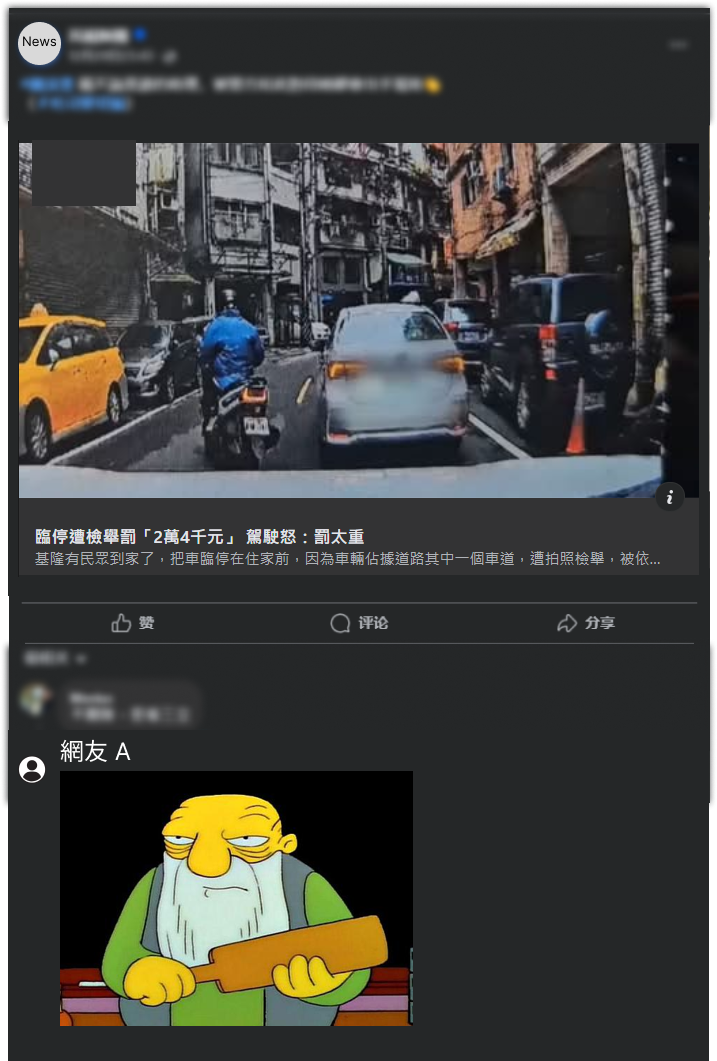 News
臨停遭檢舉罰「2萬4千元」 駕駛怒：罰太重
基隆有民眾到家了，把車臨停在住家前，因為車輛佔據道路其中一個車道，遭拍照檢舉，被依...
赞
评论
分享
網友 A